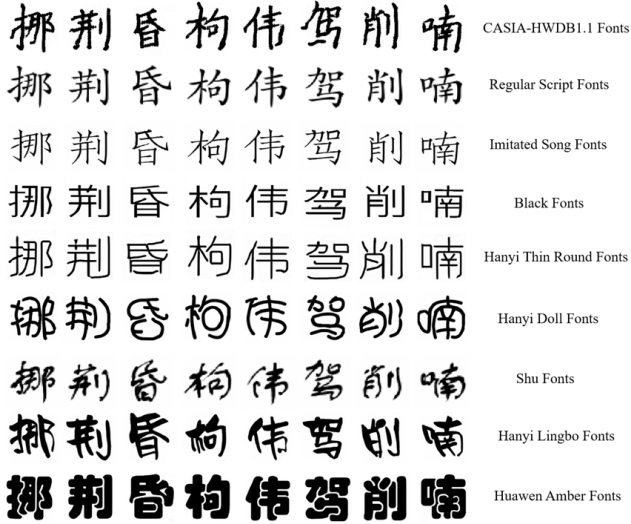 挪 荆 昏 枸 伟 驾 削 喃 CASIA-HWDB1.1 Fonts
挪 荆 昏 枸 伟 驾 削 喃 Regular Script Fonts
挪 荆 昏 枸 伟 驾 削 喃 Imitated Song Fonts
挪 荆 昏 枸 伟 驾 削 喃 Black Fonts
挪 荆 昏 枸 伟 驾 削 喃 Hanyi Thin Round Fonts
挪 荆 昏 枸 伟 驾 削 喃 Hanyi Doll Fonts
挪 荆 昏 枸 伟 驾 削 喃 Shu Fonts
挪 荆 昏 枸 伟 驾 削 喃 Hanyi Lingbo Fonts
挪 荆 昏 枸 伟 驾 削 喃 Huawen Amber Fonts